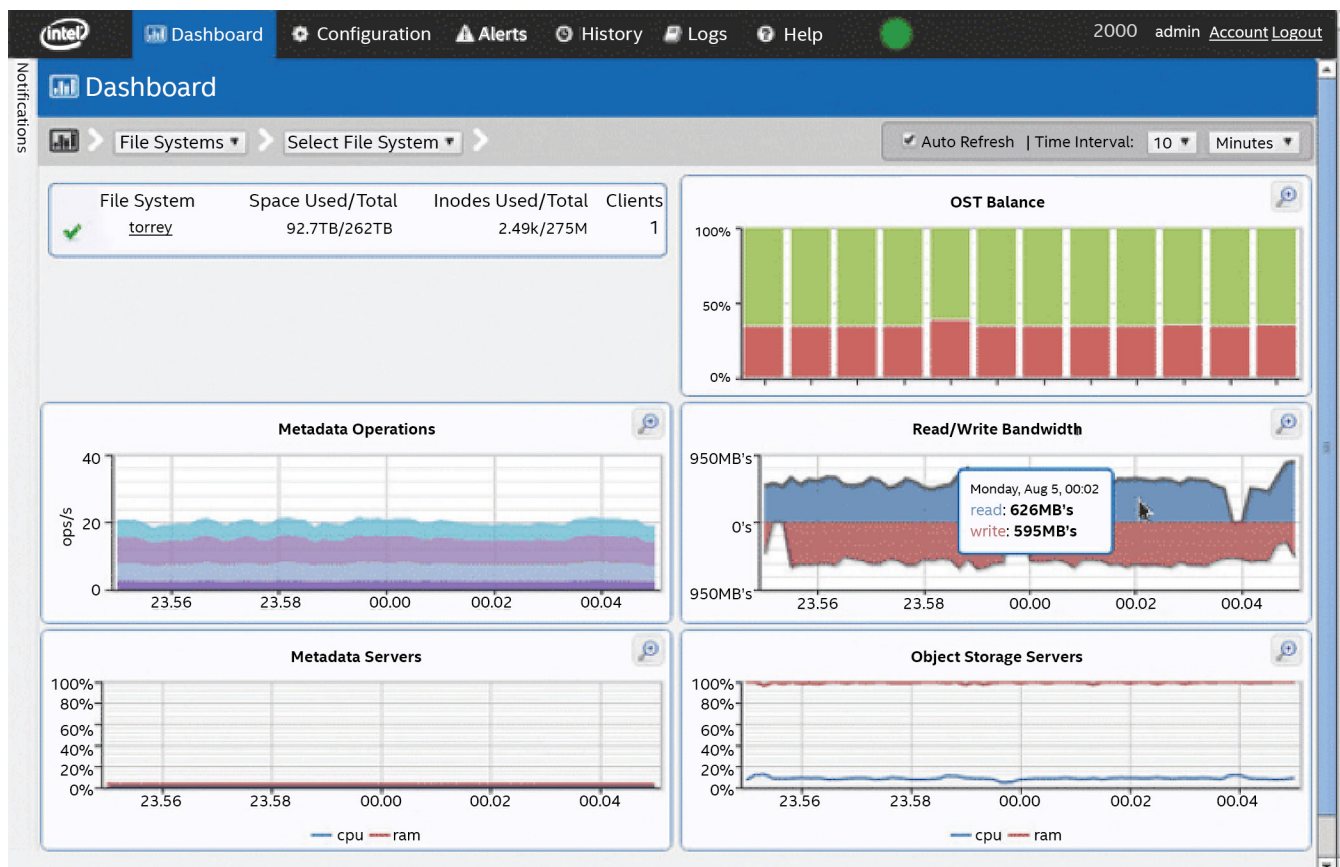 intel Dashboard Configuration Alerts History Logs Help 2000 admin Account Logout
Notifications
Dashboard
File Systems Select File System Auto Refresh | Time Interval: 10 Minutes
File System Space Used/Total Inodes Used/Total Clients
torrey 92.7TB/262TB 2.49k/275M 1
OST Balance
100%
50%
0%
Metadata Operations
40
20
0
ops/s
23.56 23.58 00.00 00.02 00.04
Read/Write Bandwidth
950MB's
0's
950MB's
Monday, Aug 5, 00:02
read: 626MB's
write: 595MB's
23.56 23.58 00.00 00.02 00.04
Metadata Servers
100%
80%
60%
40%
20%
0%
23.56 23.58 00.00 00.02 00.04
cpu ram
Object Storage Servers
100%
80%
60%
40%
20%
0%
23.56 23.58 00.00 00.02 00.04
cpu ram